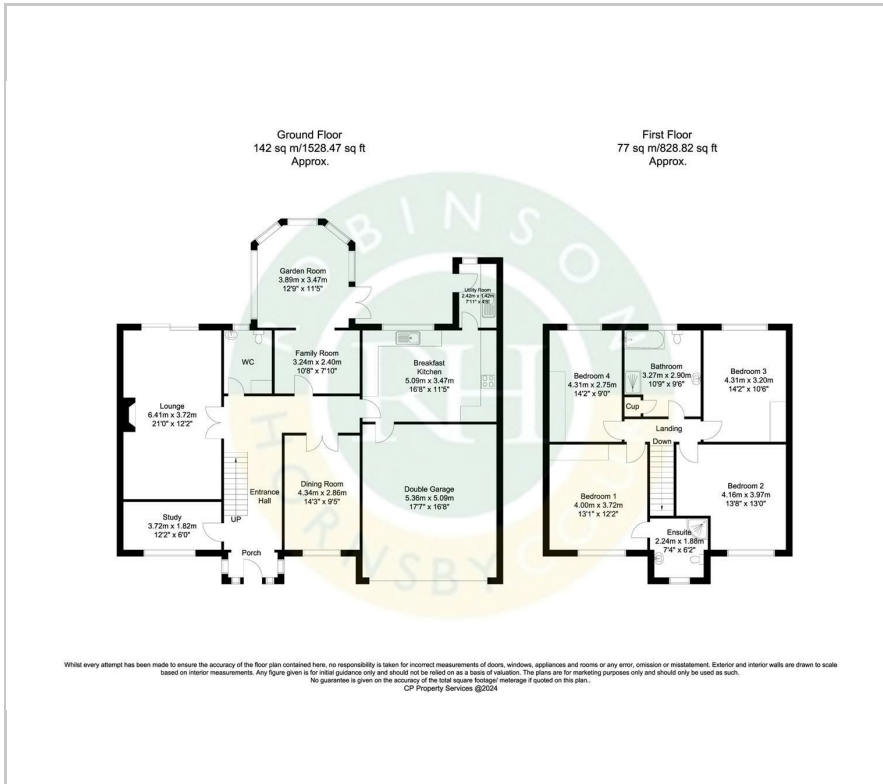 Ground Floor
142 sq m/1528.47 sq ft
Approx.
First Floor
77 sq m/828.82 sq ft
Approx.
ROBINSON
HORNSBY
RH
Garden Room
3.89m x 3.47m
12'9" x 11'5"
Utility Room
2.42m x 1.42m
7'11" x 4'8"
WC
Family Room
3.24m x 2.40m
10'8" x 7'10"
Breakfast
Kitchen
5.09m x 3.47m
16'8" x 11'5"
Lounge
6.41m x 3.72m
21'0" x 12'2"
Study
3.72m x 1.82m
12'2" x 6'0"
UP
Entrance
Hall
Porch
Dining Room
4.34m x 2.86m
14'3" x 9'5"
Double Garage
5.36m x 5.09m
17'7" x 16'8"
Bedroom 4
4.31m x 2.75m
14'2" x 9'0"
Bathroom
3.27m x 2.90m
10'9" x 9'6"
Bedroom 3
4.31m x 3.20m
14'2" x 10'6"
Cup
Landing
Down
Bedroom 1
4.00m x 3.72m
13'1" x 12'2"
Bedroom 2
4.16m x 3.97m
13'8" x 13'0"
Ensuite
2.24m x 1.88m
7'4" x 6'2"
Whilst every attempt has been made to ensure the accuracy of the floor plan contained here, no responsibility is taken for incorrect measurements of doors, windows, appliances and rooms or any error, omission or misstatement. Exterior and interior walls are drawn to scale
based on interior measurements. Any figure given is for initial guidance only and should not be relied on as a basis of valuation. The plans are for marketing purposes only and should only be used as such.
No guarantee is given on the accuracy of the total square footage/ meterage if quoted on this plan..
CP Property Services @2024